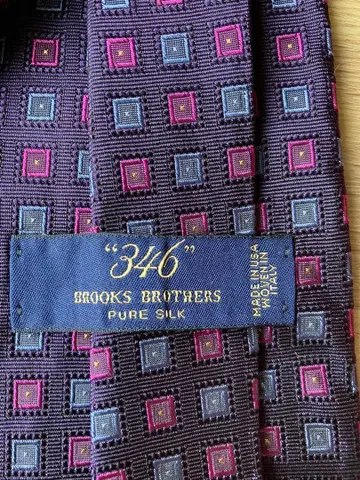 "346"
BROOKS BROTHERS
PURE SILK
MADE IN USA
WOVEN IN
ITALY